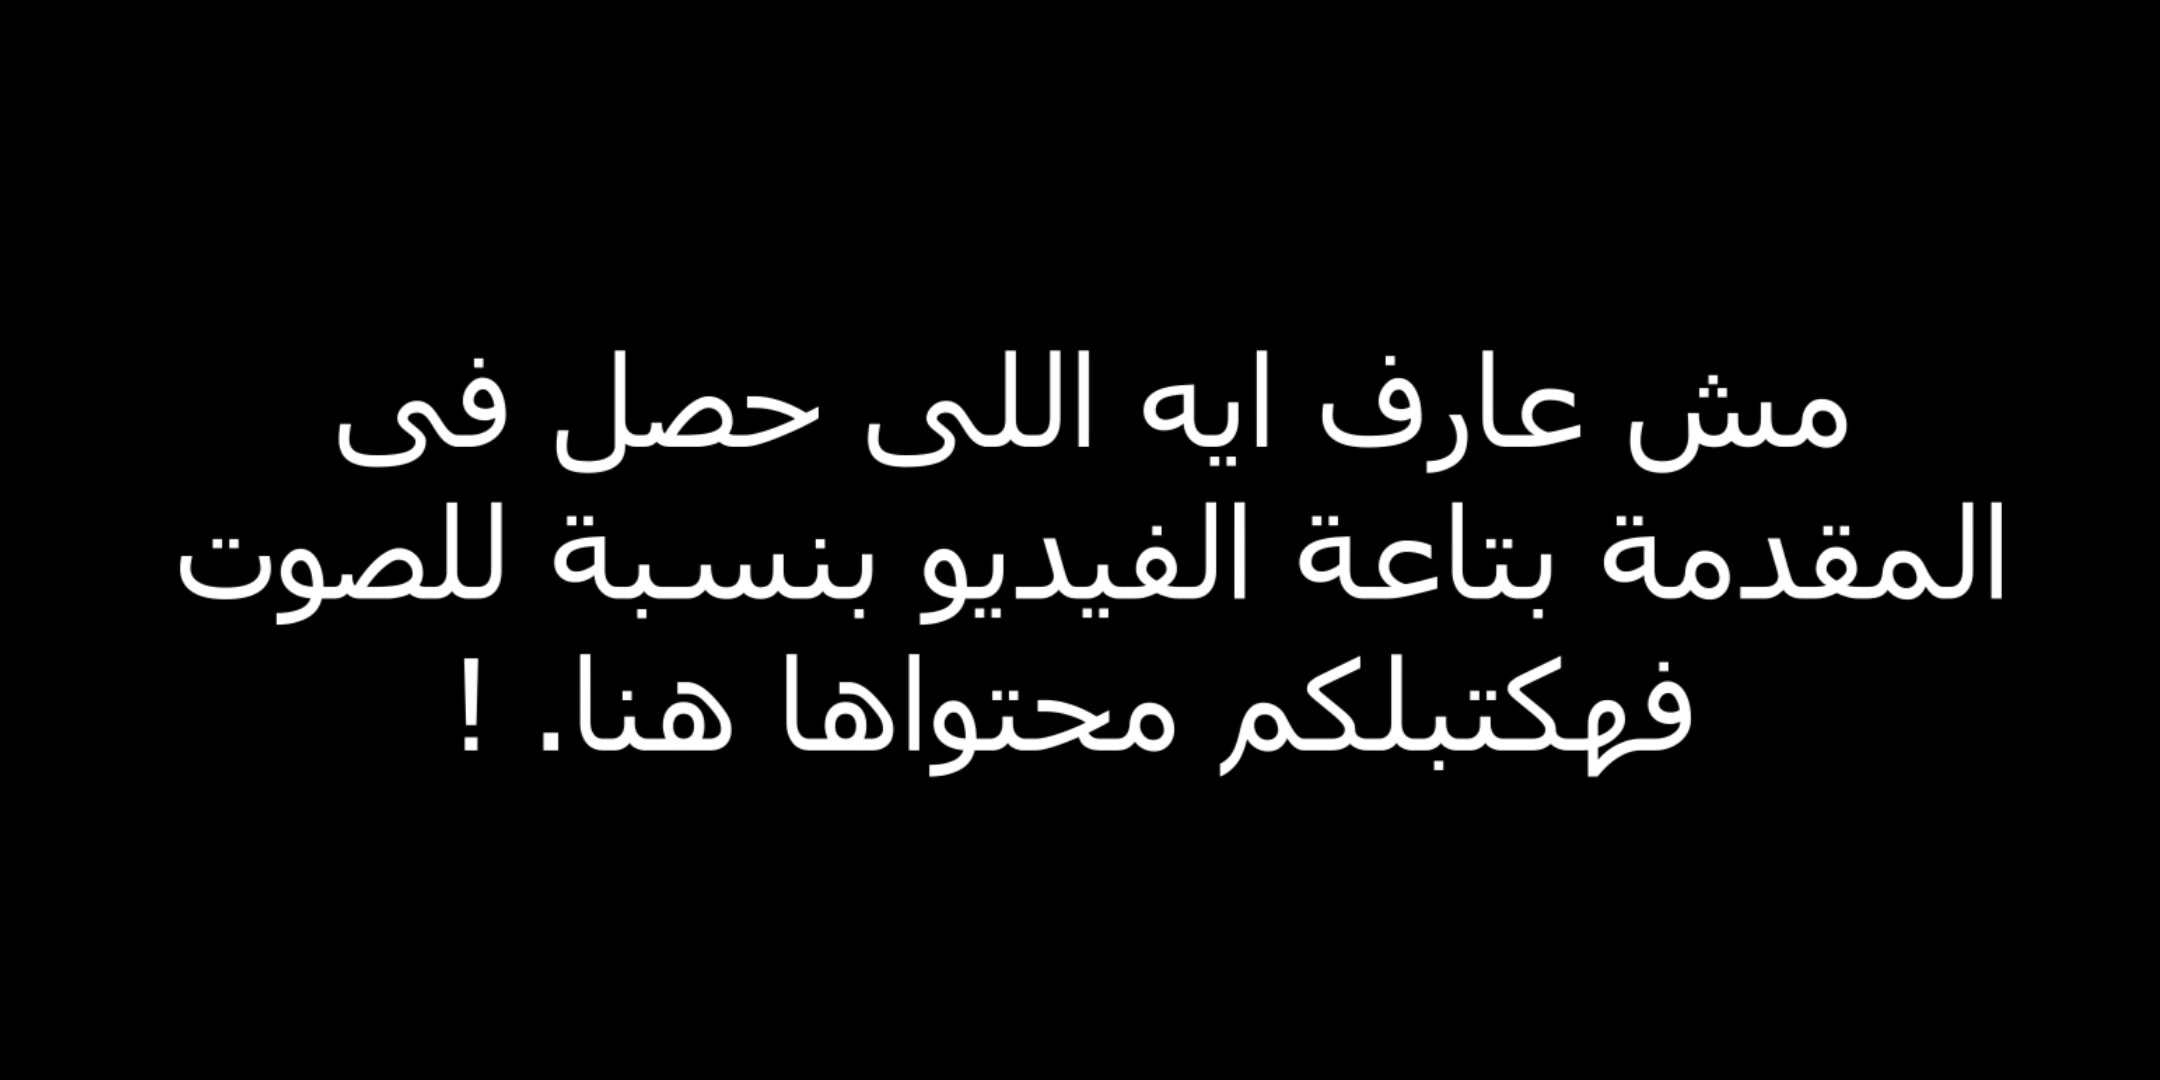 مش عارف ايه اللى حصل فى
المقدمة بتاعة الفيديو بنسبة للصوت
فهكتبلكم محتواها هنا. !